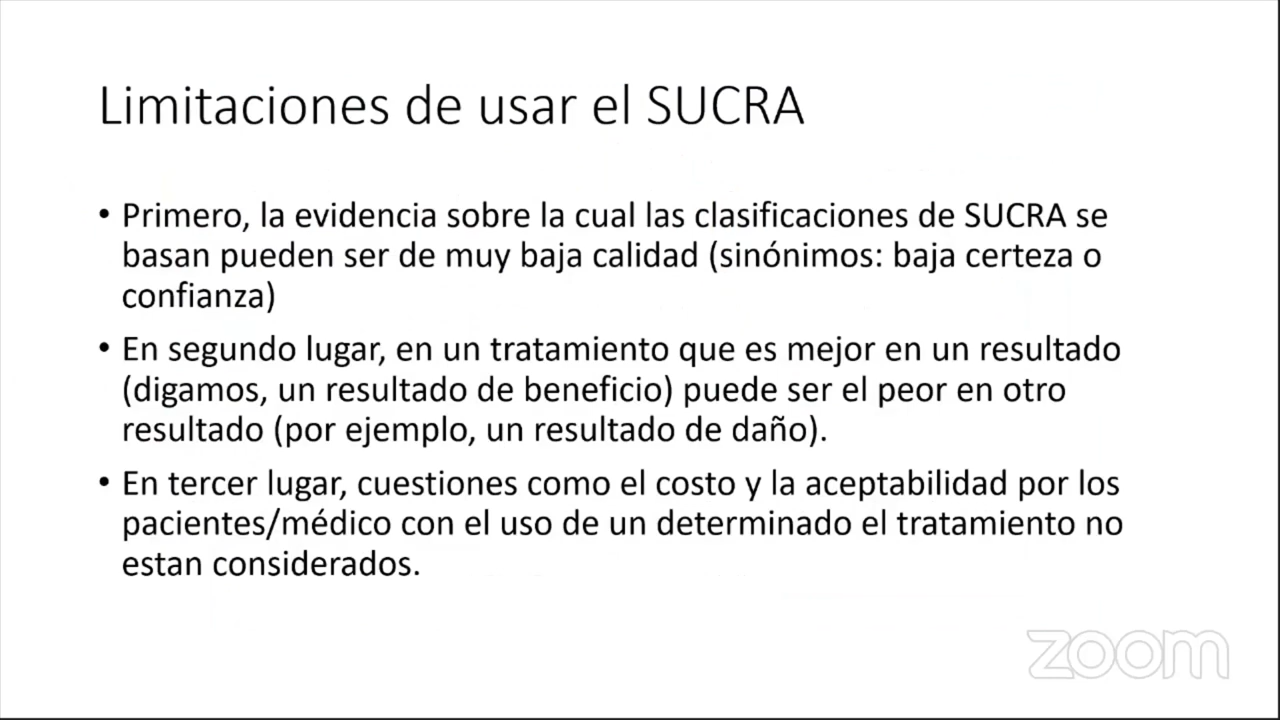 Limitaciones de usar el SUCRA
• Primero, la evidencia sobre la cual las clasificaciones de SUCRA se
basan pueden ser de muy baja calidad (sinónimos: baja certeza o
confianza)
• En segundo lugar, en un tratamiento que es mejor en un resultado
(digamos, un resultado de beneficio) puede ser el peor en otro
resultado (por ejemplo, un resultado de daño).
• En tercer lugar, cuestiones como el costo y la aceptabilidad por los
pacientes/médico con el uso de un determinado el tratamiento no
estan considerados.
zoom